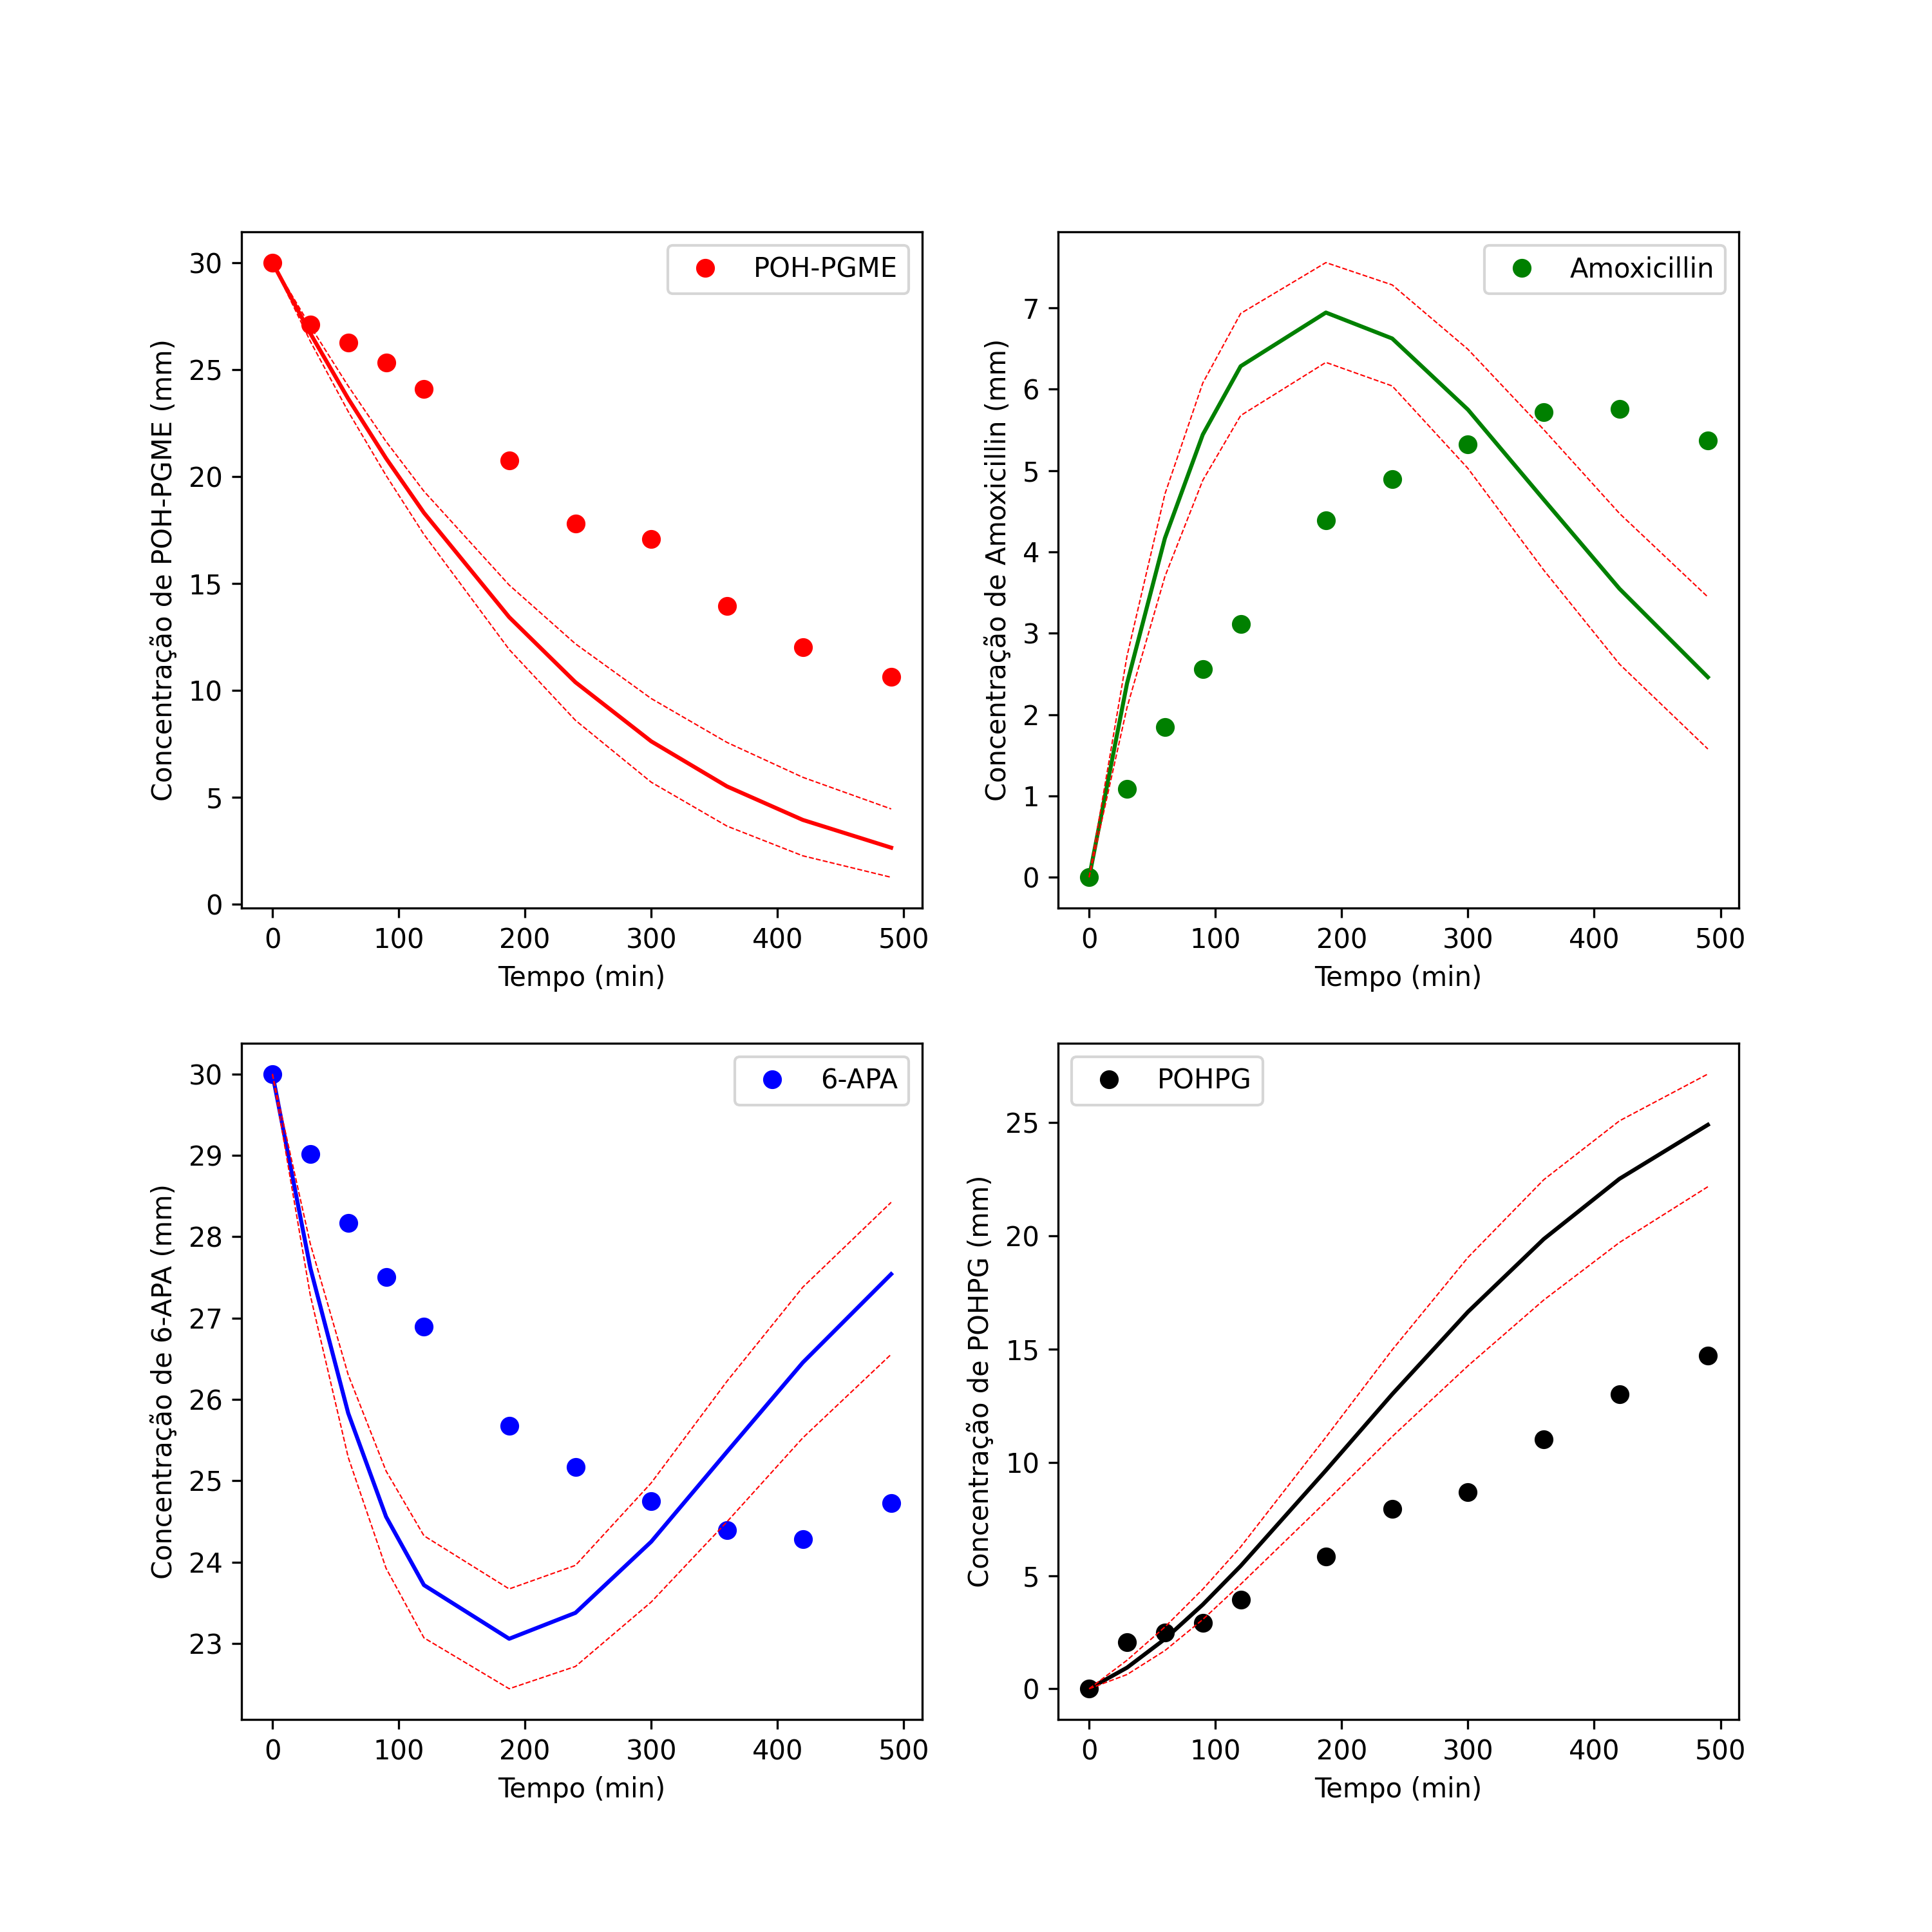 POH-PGME
30
25
20
15
10
5
0
Concentração de POH-PGME (mm)
0 100 200 300 400 500
Tempo (min)
Amoxicillin
7
6
5
4
3
2
1
0
Concentração de Amoxicillin (mm)
0 100 200 300 400 500
Tempo (min)
6-APA
30
29
28
27
26
25
24
23
Concentração de 6-APA (mm)
0 100 200 300 400 500
Tempo (min)
POHPG
25
20
15
10
5
0
Concentração de POHPG (mm)
0 100 200 300 400 500
Tempo (min)